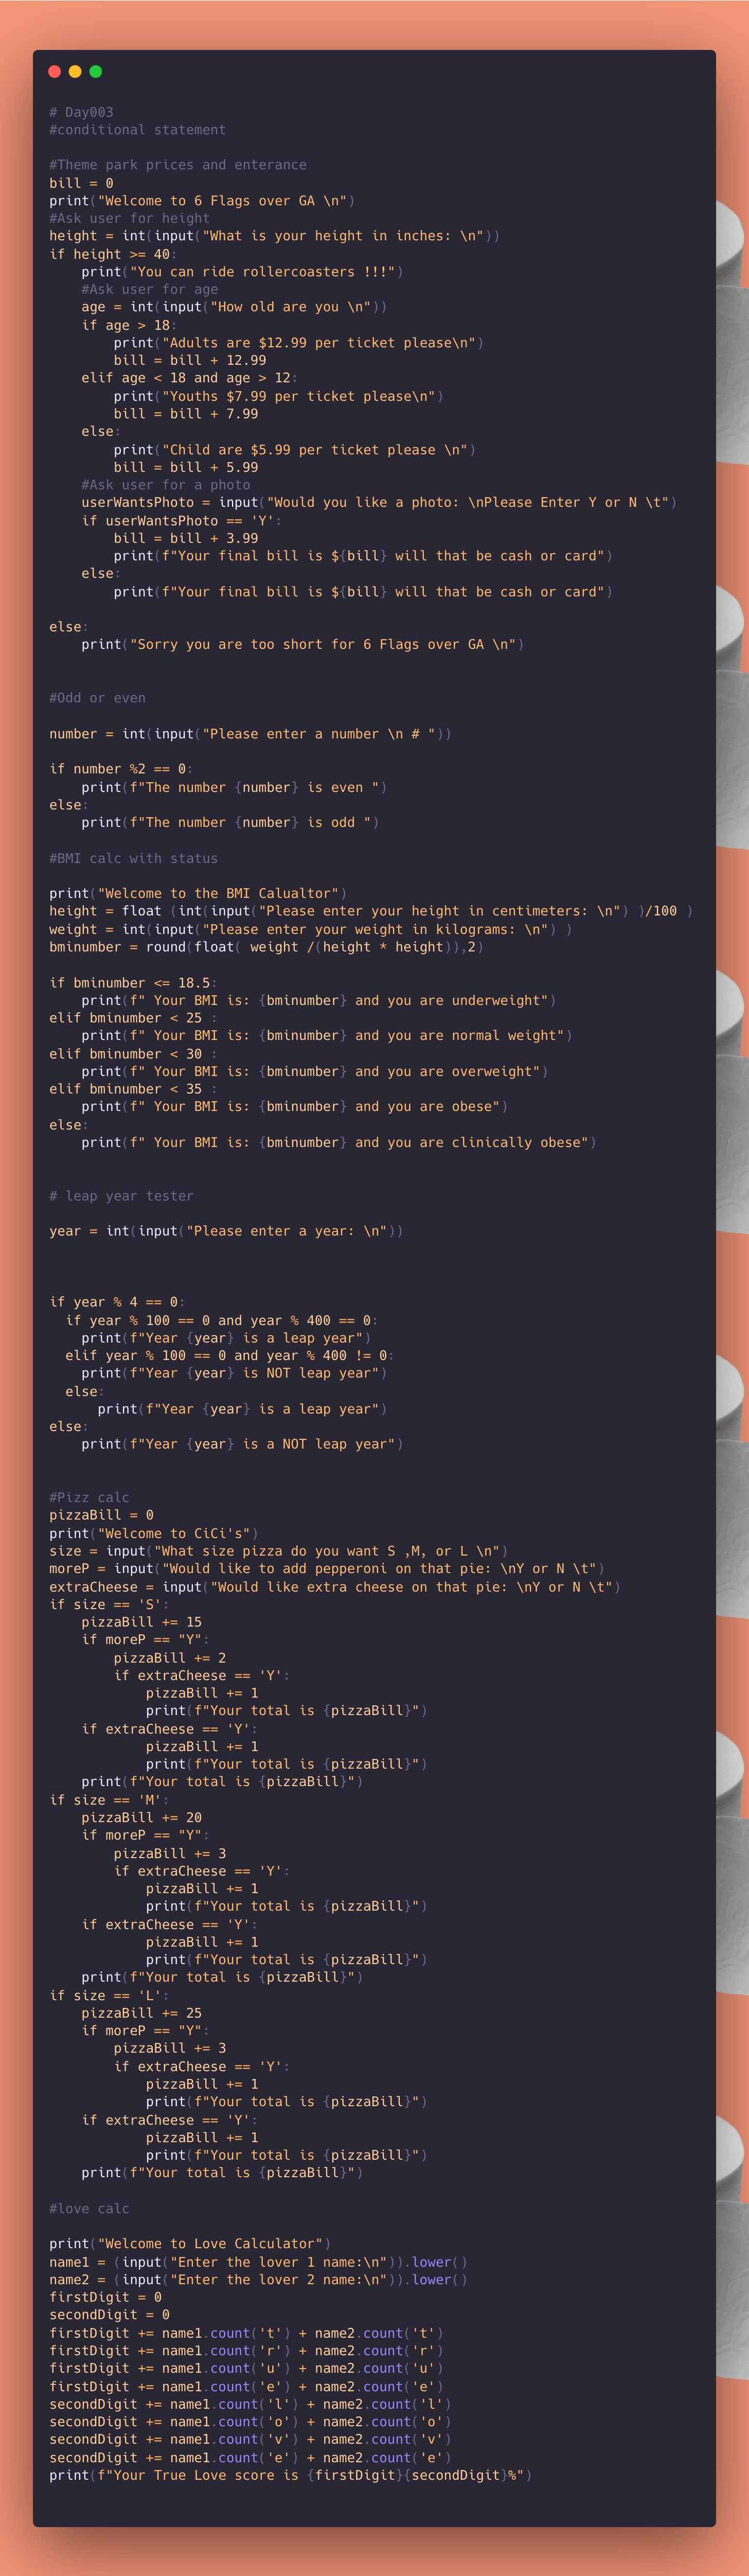 # Day003
#conditional statement

#Theme park prices and enterance
bill = 0
print("Welcome to 6 Flags over GA \n")
#Ask user for height
height = int(input("What is your height in inches: \n"))
if height >= 40:
    print("You can ride rollercoasters !!!")
    #Ask user for age
    age = int(input("How old are you \n"))
    if age > 18:
        print("Adults are $12.99 per ticket please\n")
        bill = bill + 12.99
    elif age < 18 and age > 12:
        print("Youths $7.99 per ticket please\n")
        bill = bill + 7.99
    else:
        print("Child are $5.99 per ticket please \n")
        bill = bill + 5.99
    #Ask user for a photo
    userWantsPhoto = input("Would you like a photo: \nPlease Enter Y or N \t")
    if userWantsPhoto == 'Y':
        bill = bill + 3.99
        print(f"Your final bill is ${bill} will that be cash or card")
    else:
        print(f"Your final bill is ${bill} will that be cash or card")

else:
    print("Sorry you are too short for 6 Flags over GA \n")


#Odd or even

number = int(input("Please enter a number \n # "))

if number %2 == 0:
    print(f"The number {number} is even ")
else:
    print(f"The number {number} is odd ")

#BMI calc with status

print("Welcome to the BMI Calualtor")
height = float (int(input("Please enter your height in centimeters: \n") )/100 )
weight = int(input("Please enter your weight in kilograms: \n") )
bminumber = round(float( weight /(height * height)),2)

if bminumber <= 18.5:
    print(f" Your BMI is: {bminumber} and you are underweight")
elif bminumber < 25 :
    print(f" Your BMI is: {bminumber} and you are normal weight")
elif bminumber < 30 :
    print(f" Your BMI is: {bminumber} and you are overweight")
elif bminumber < 35 :
    print(f" Your BMI is: {bminumber} and you are obese")
else:
    print(f" Your BMI is: {bminumber} and you are clinically obese")


# leap year tester

year = int(input("Please enter a year: \n"))



if year % 4 == 0:
  if year % 100 == 0 and year % 400 == 0:
    print(f"Year {year} is a leap year")
  elif year % 100 == 0 and year % 400 != 0:
    print(f"Year {year} is NOT leap year")
  else:
      print(f"Year {year} is a leap year")
else:
    print(f"Year {year} is a NOT leap year")


#Pizz calc
pizzaBill = 0
print("Welcome to CiCi's")
size = input("What size pizza do you want S ,M, or L \n")
moreP = input("Would like to add pepperoni on that pie: \nY or N \t")
extraCheese = input("Would like extra cheese on that pie: \nY or N \t")
if size == 'S':
    pizzaBill += 15
    if moreP == "Y":
        pizzaBill += 2
        if extraCheese == 'Y':
            pizzaBill += 1
            print(f"Your total is {pizzaBill}")
    if extraCheese == 'Y':
            pizzaBill += 1
            print(f"Your total is {pizzaBill}")
    print(f"Your total is {pizzaBill}")
if size == 'M':
    pizzaBill += 20
    if moreP == "Y":
        pizzaBill += 3
        if extraCheese == 'Y':
            pizzaBill += 1
            print(f"Your total is {pizzaBill}")
    if extraCheese == 'Y':
            pizzaBill += 1
            print(f"Your total is {pizzaBill}")
    print(f"Your total is {pizzaBill}")
if size == 'L':
    pizzaBill += 25
    if moreP == "Y":
        pizzaBill += 3
        if extraCheese == 'Y':
            pizzaBill += 1
            print(f"Your total is {pizzaBill}")
    if extraCheese == 'Y':
            pizzaBill += 1
            print(f"Your total is {pizzaBill}")
    print(f"Your total is {pizzaBill}")

#love calc

print("Welcome to Love Calculator")
name1 = (input("Enter the lover 1 name:\n")).lower()
name2 = (input("Enter the lover 2 name:\n")).lower()
firstDigit = 0
secondDigit = 0
firstDigit += name1.count('t') + name2.count('t')
firstDigit += name1.count('r') + name2.count('r')
firstDigit += name1.count('u') + name2.count('u')
firstDigit += name1.count('e') + name2.count('e')
secondDigit += name1.count('l') + name2.count('l')
secondDigit += name1.count('o') + name2.count('o')
secondDigit += name1.count('v') + name2.count('v')
secondDigit += name1.count('e') + name2.count('e')
print(f"Your True Love score is {firstDigit}{secondDigit}%")